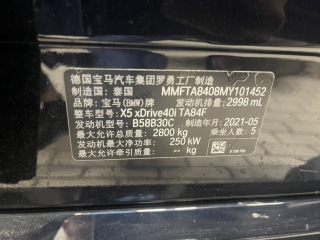 德国宝马汽车集团罗勇工厂制造
制造国: 泰国 MMFTA8408MY101452
品牌: 宝马(BMW)牌 发动机排量: 2998 mL
整车型号: X5 xDrive40i TA84F
发动机型号: B58B30C 制造年月: 2021-05
最大允许总质量: 2800 kg 乘坐人数: 5
发动机最大净功率: 250 kW
最大允许牵引质量: -- kg